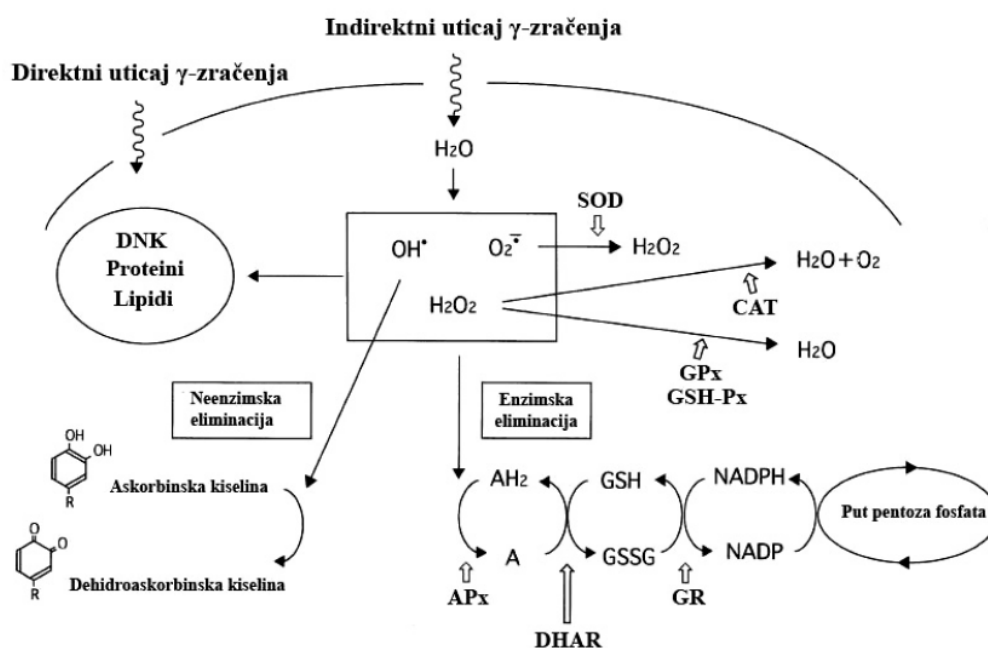 Indirektni uticaj γ-zračenja
Direktni uticaj γ-zračenja
H2O
SOD
DNK
Proteini
Lipidi
OH•
O2•̅
H2O2
H2O + O2
H2O2
CAT
H2O
GPx
GSH-Px
Neenzimska
eliminacija
Enzimska
eliminacija
OH
OH
R
Askorbinska kiselina
AH2
GSH
NADPH
Put pentoza fosfata
O
O
R
Dehidroaskorbinska kiselina
A
GSSG
NADP
APx
GR
DHAR